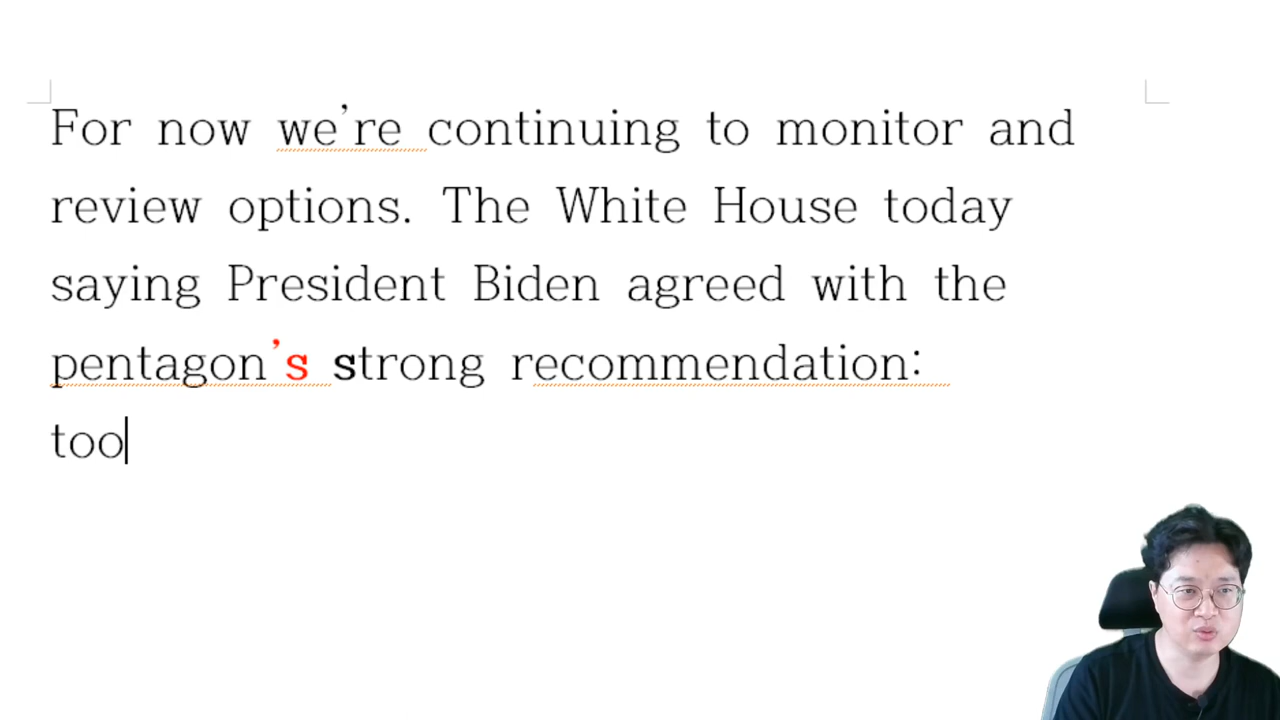 For now we're continuing to monitor and
review options. The White House today
saying President Biden agreed with the
pentagon's strong recommendation:
too